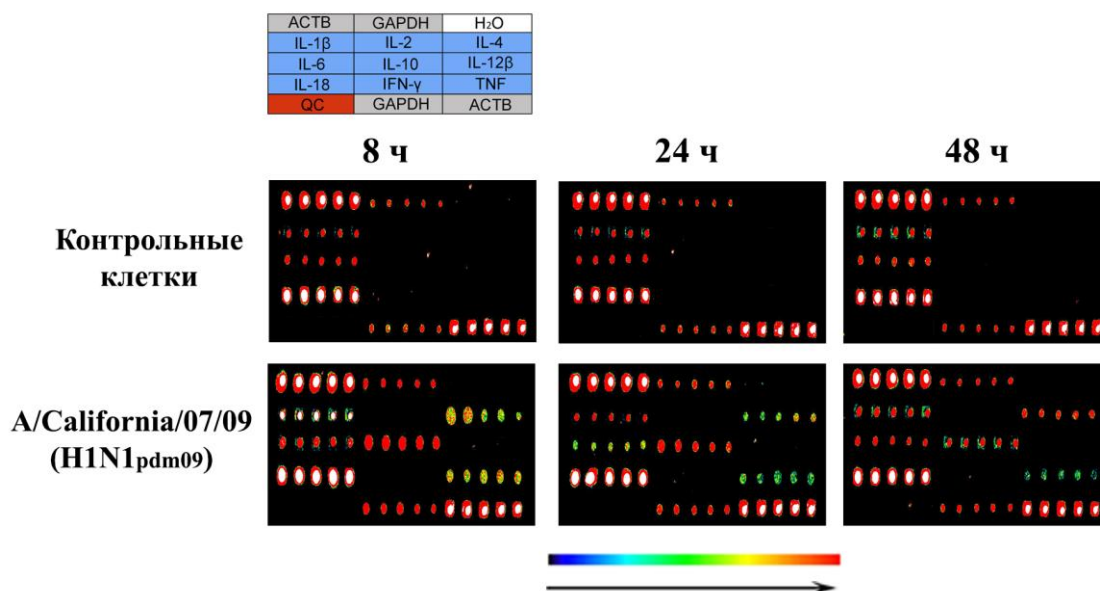 ACTB GAPDH H₂O
IL-1β IL-2 IL-4
IL-6 IL-10 IL-12β
IL-18 IFN-γ TNF
QC GAPDH ACTB
8 ч 24 ч 48 ч
Контрольные
клетки
A/California/07/09
(H1N1pdm09)